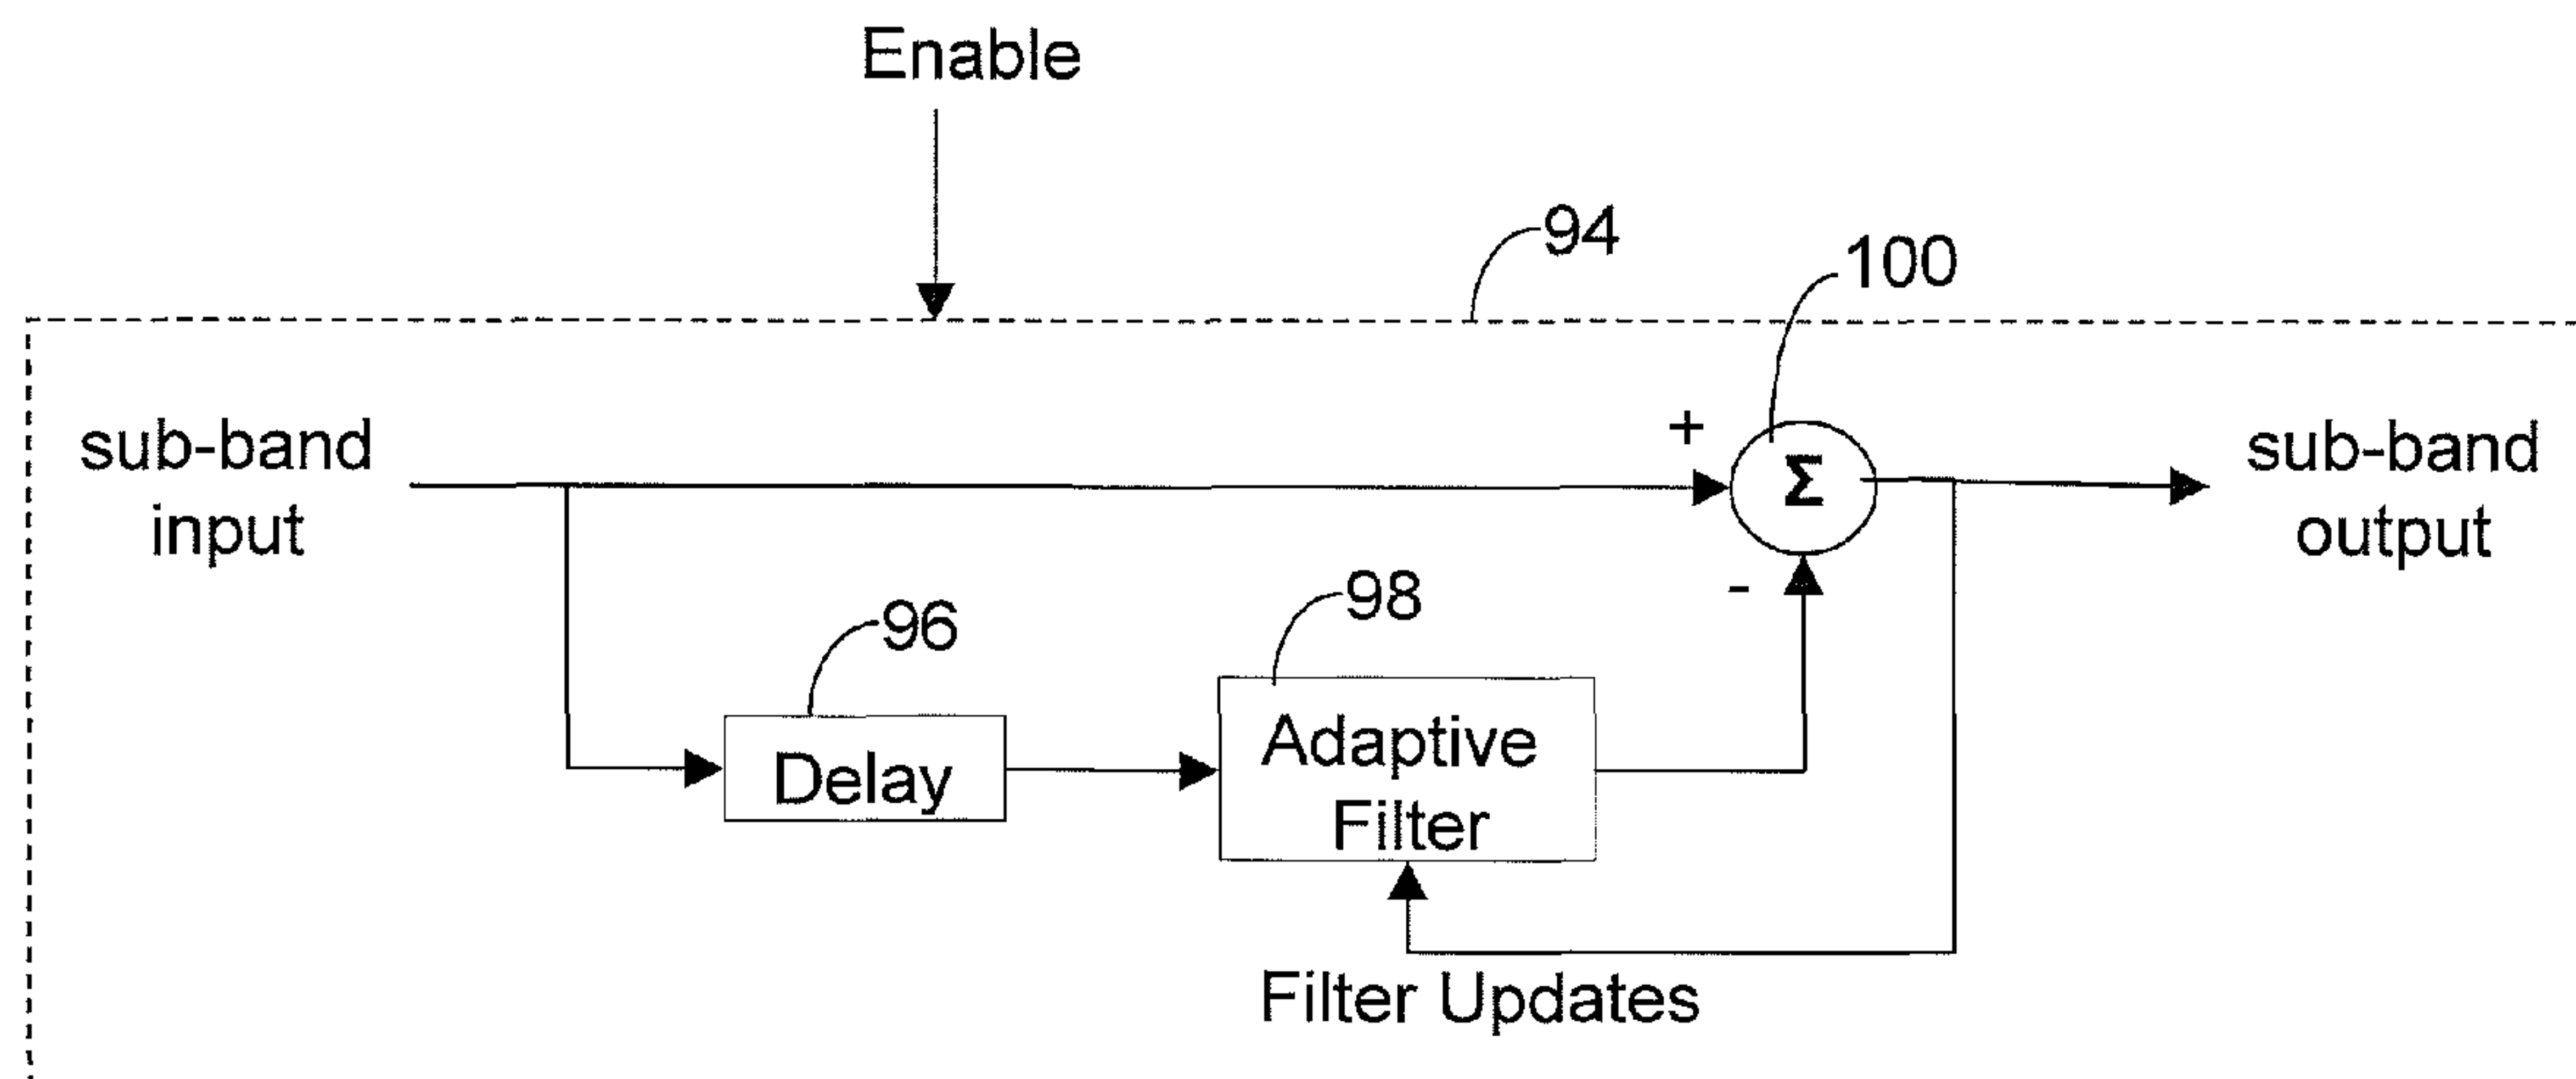 Enable
94
100
sub-band
input
+
Σ
sub-band
output
-
96
98
Delay
Adaptive
Filter
Filter Updates